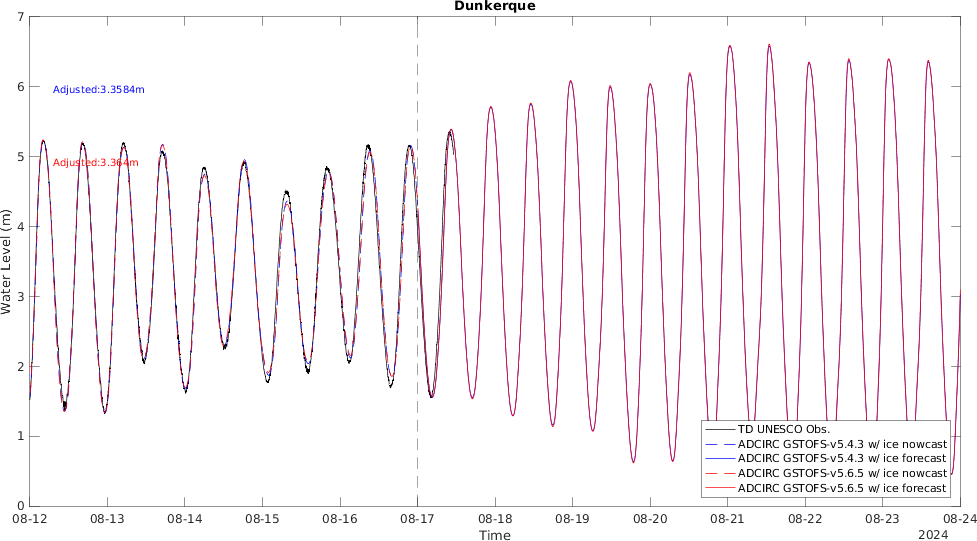 Dunkerque
7
6
5
4
3
2
1
0
Water Level (m)
Adjusted:3.3584m
Adjusted:3.364m
TD UNESCO Obs.
ADCIRC GSTOFS-v5.4.3 w/ ice nowcast
ADCIRC GSTOFS-v5.4.3 w/ ice forecast
ADCIRC GSTOFS-v5.6.5 w/ ice nowcast
ADCIRC GSTOFS-v5.6.5 w/ ice forecast
08-12 08-13 08-14 08-15 08-16 08-17 08-18 08-19 08-20 08-21 08-22 08-23 08-24
Time
2024